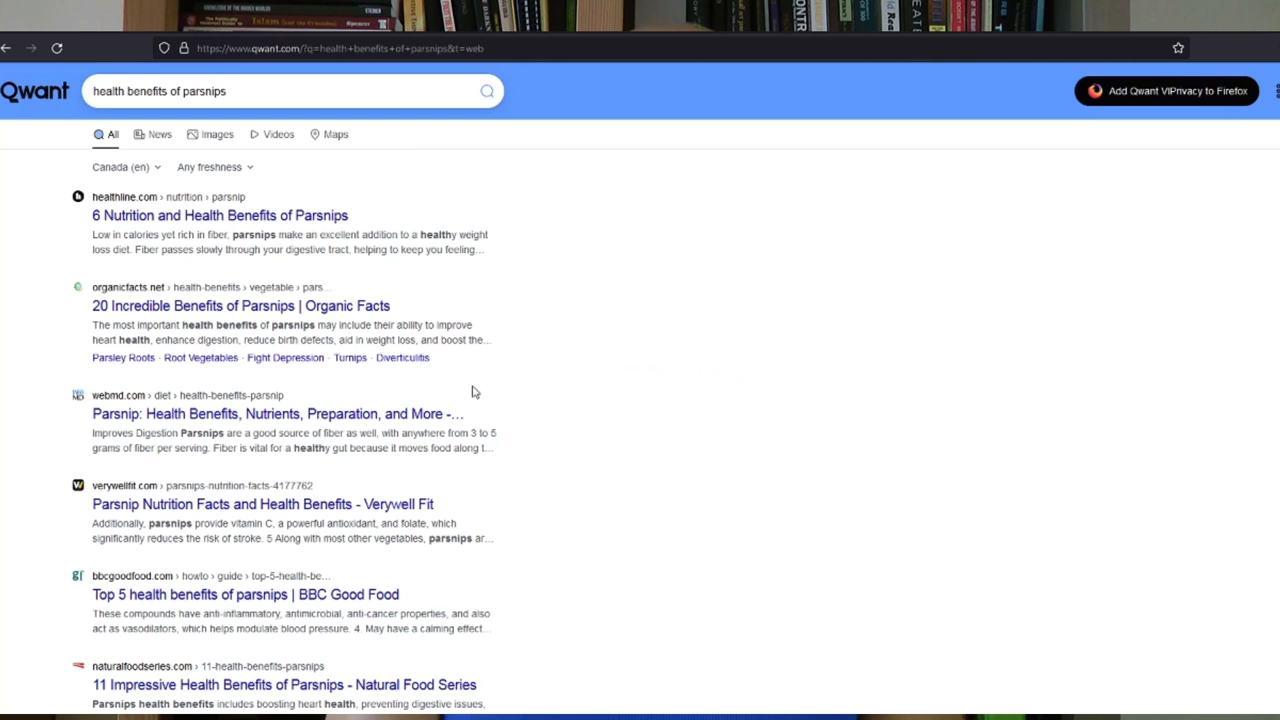 KNOWLEDGE OF THE HIGHER WORLDS
STEINER
Islam
https://www.qwant.com/?q=health+benefits+of+parsnips&t=web
Qwant
health benefits of parsnips
Add Qwant VIPrivacy to Firefox
All News Images Videos Maps
Canada (en) Any freshness
healthline.com › nutrition › parsnip
6 Nutrition and Health Benefits of Parsnips
Low in calories yet rich in fiber, parsnips make an excellent addition to a healthy weight
loss diet. Fiber passes slowly through your digestive tract, helping to keep you feeling...
organicfacts.net › health-benefits › vegetable › pars...
20 Incredible Benefits of Parsnips | Organic Facts
The most important health benefits of parsnips may include their ability to improve
heart health, enhance digestion, reduce birth defects, aid in weight loss, and boost the...
Parsley Roots · Root Vegetables · Fight Depression · Turnips · Diverticulitis
webmd.com › diet › health-benefits-parsnip
Parsnip: Health Benefits, Nutrients, Preparation, and More -...
Improves Digestion Parsnips are a good source of fiber as well, with anywhere from 3 to 5
grams of fiber per serving. Fiber is vital for a healthy gut because it moves food along t...
verywellfit.com › parsnips-nutrition-facts-4177762
Parsnip Nutrition Facts and Health Benefits - Verywell Fit
Additionally, parsnips provide vitamin C, a powerful antioxidant, and folate, which
significantly reduces the risk of stroke. 5 Along with most other vegetables, parsnips ar...
bbcgoodfood.com › howto › guide › top-5-health-be...
Top 5 health benefits of parsnips | BBC Good Food
These compounds have anti-inflammatory, antimicrobial, anti-cancer properties, and also
act as vasodilators, which helps modulate blood pressure. 4. May have a calming effect...
naturalfoodseries.com › 11-health-benefits-parsnips
11 Impressive Health Benefits of Parsnips - Natural Food Series
Parsnips health benefits includes boosting heart health, preventing digestive issues,